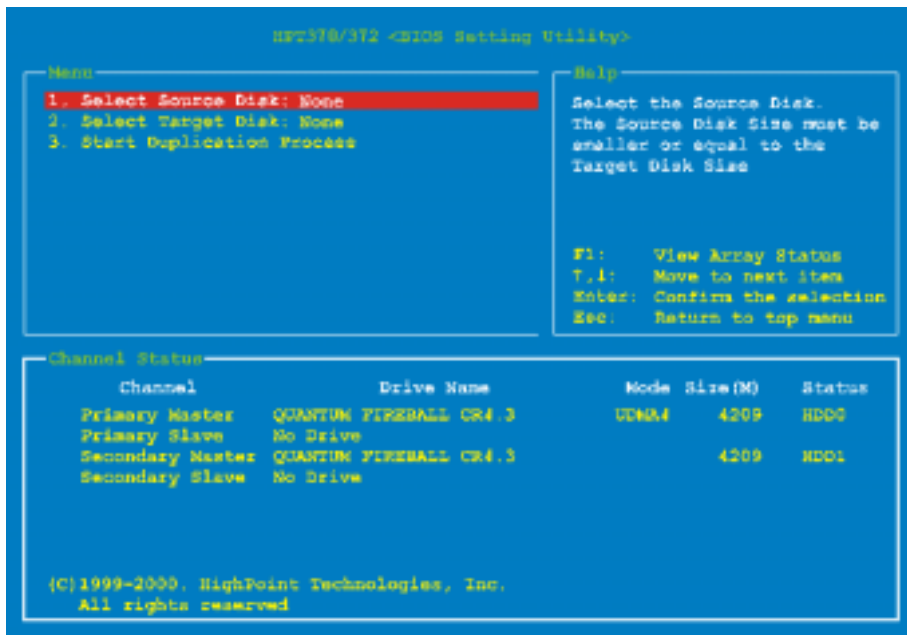 HPT370/372 <BIOS Setting Utility>
Menu
1. Select Source Disk: None
2. Select Target Disk: None
3. Start Duplication Process
Help
Select the Source Disk.
The Source Disk Size must be
smaller or equal to the
Target Disk Size
F1: View Array Status
↑,↓: Move to next item
Enter: Confirm the selection
Esc: Return to top menu
Channel Status
Channel Drive Name Mode Size(M) Status
Primary Master QUANTUM FIREBALL CR4.3 UDMA4 4209 HDD0
Primary Slave No Drive
Secondary Master QUANTUM FIREBALL CR4.3 4209 HDD1
Secondary Slave No Drive
(C)1999-2000. HighPoint Technologies, Inc.
All rights reserved